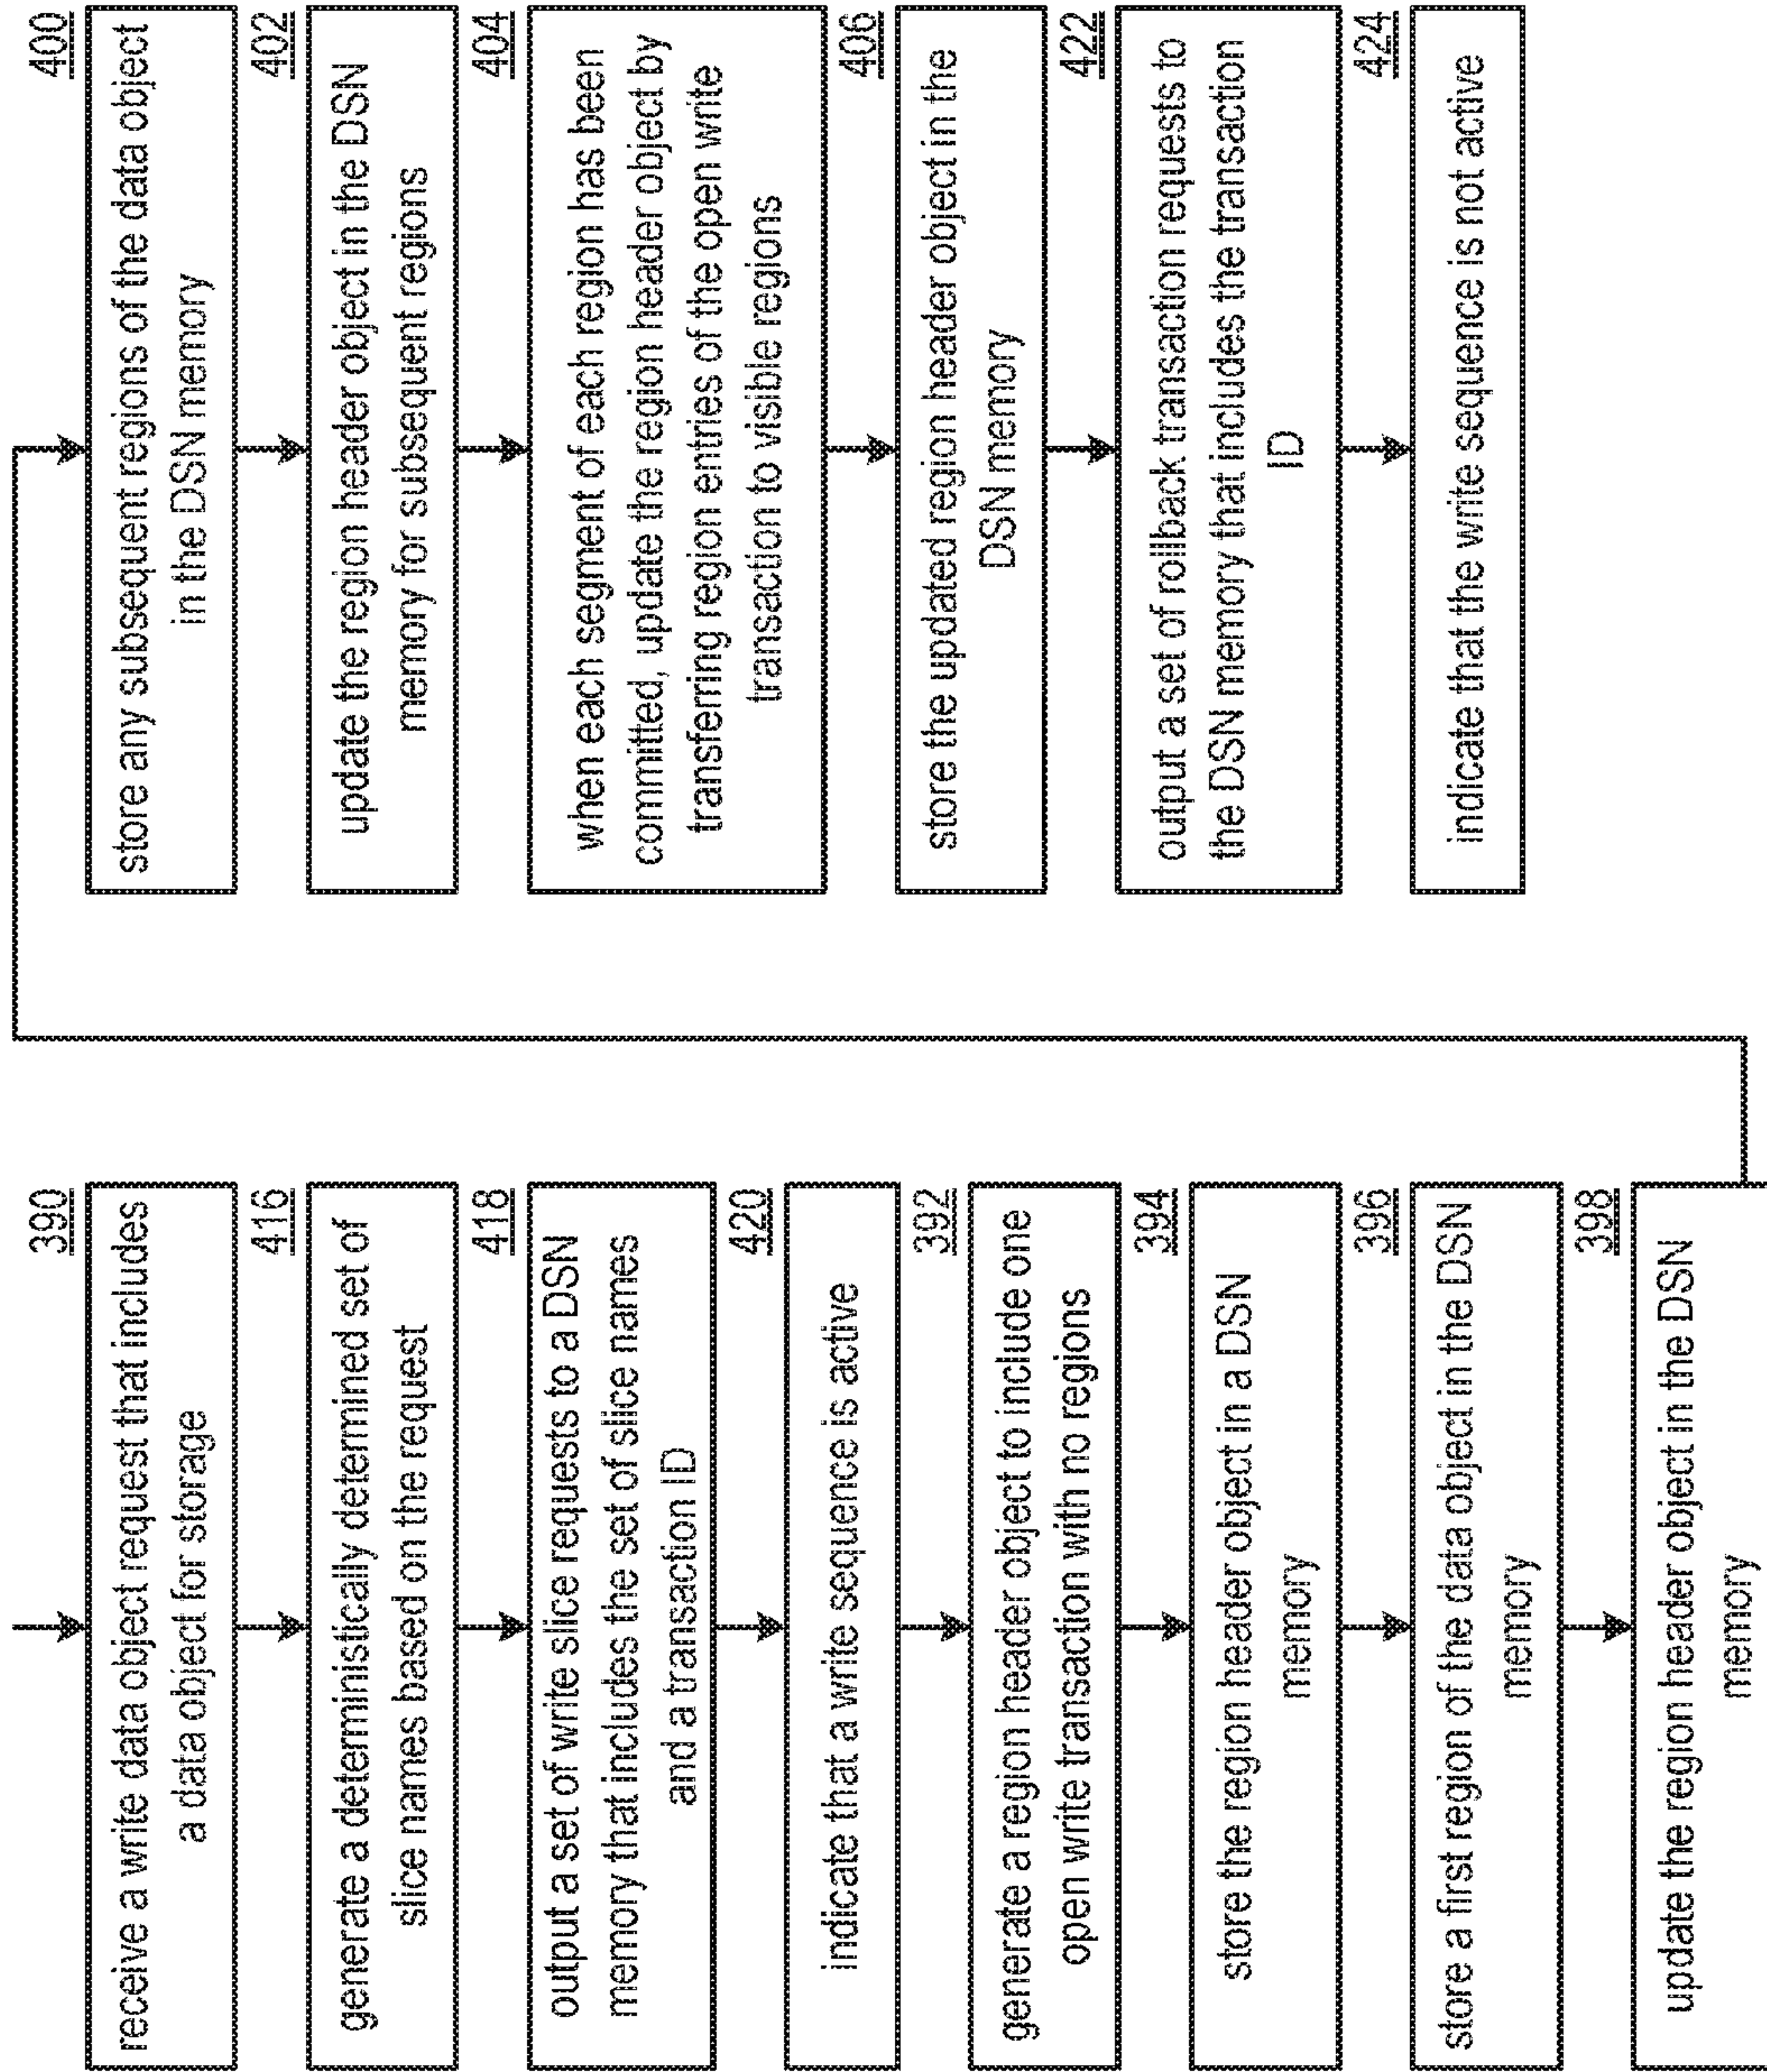 390
receive a write data object request that includes
a data object for storage
416
generate a deterministically determined set of
slice names based on the request
418
output a set of write slice requests to a DSN
memory that includes the set of slice names
and a transaction ID
420
indicate that a write sequence is active
392
generate a region header object to include one
open write transaction with no regions
394
store the region header object in a DSN
memory
396
store a first region of the data object in the DSN
memory
398
update the region header object in the DSN
memory
400
store any subsequent regions of the data object
in the DSN memory
402
update the region header object in the DSN
memory for subsequent regions
404
when each segment of each region has been
committed, update the region header object by
transferring region entries of the open write
transaction to visible regions
406
store the updated region header object in the
DSN memory
422
output a set of rollback transaction requests to
the DSN memory that includes the transaction
ID
424
indicate that the write sequence is not active